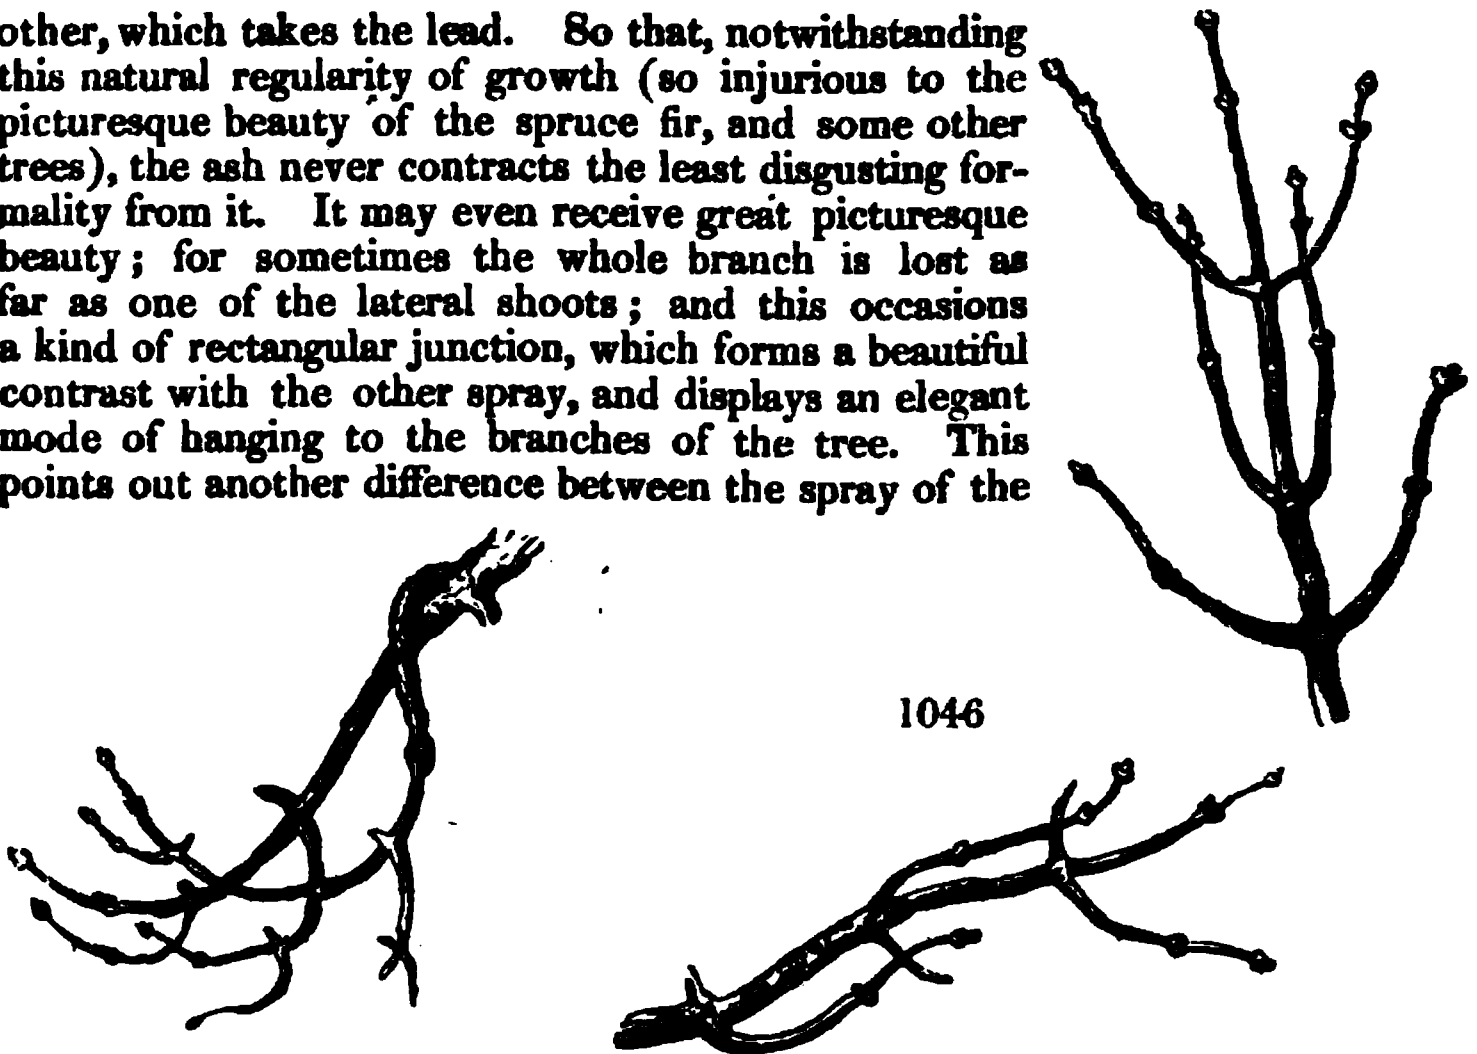 other, which takes the lead. So that, notwithstanding
this natural regularity of growth (so injurious to the
picturesque beauty of the spruce fir, and some other
trees), the ash never contracts the least disgusting for-
mality from it. It may even receive great picturesque
beauty; for sometimes the whole branch is lost as
far as one of the lateral shoots; and this occasions
a kind of rectangular junction, which forms a beautiful
contrast with the other spray, and displays an elegant
mode of hanging to the branches of the tree. This
points out another difference between the spray of the
1046